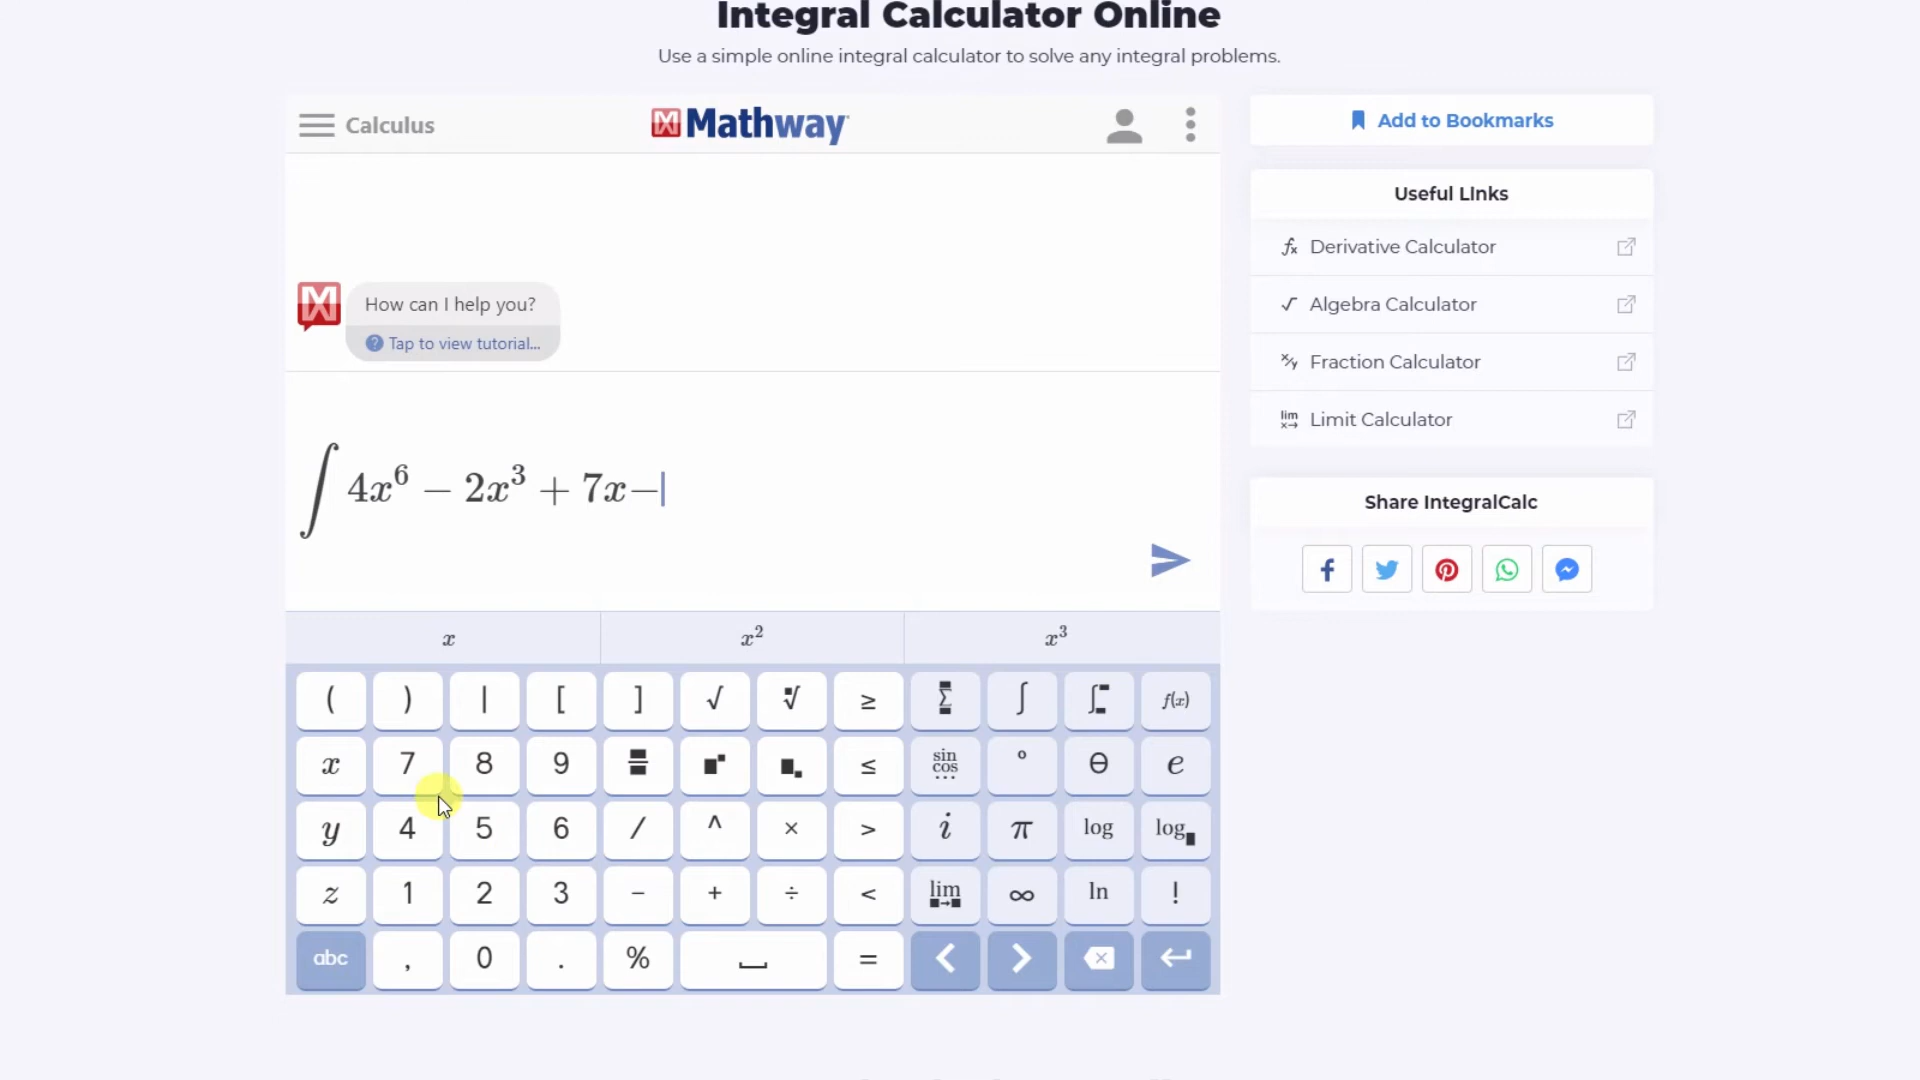 Integral Calculator Online
Use a simple online integral calculator to solve any integral problems.
Calculus
Mathway
Add to Bookmarks
Useful LInks
Derivative Calculator
Algebra Calculator
Fraction Calculator
Limit Calculator
How can I help you?
Tap to view tutorial...
∫ 4x⁶ − 2x³ + 7x−
Share IntegralCalc
x x² x³
( ) | [ ] √ ∛ ≥ Σ ∫ ∫ f(x)
x 7 8 9 ≤ sin cos ... ° Θ e
y 4 5 6 / ^ × > i π log log
z 1 2 3 − + ÷ < lim ∞ ln !
abc , 0 . % =